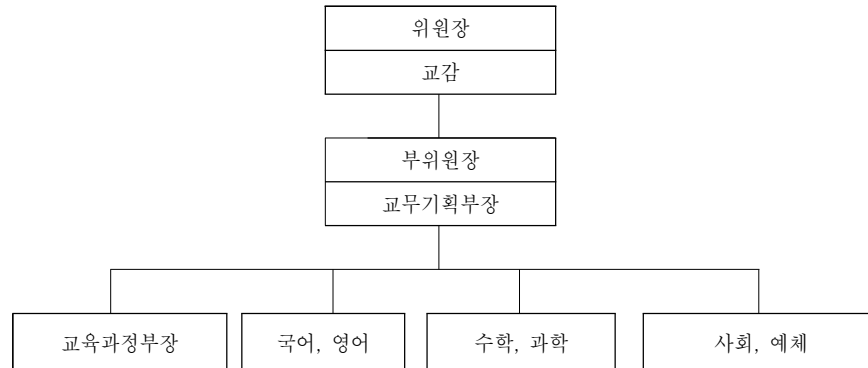 위원장
교감
부위원장
교무기획부장
교육과정부장
국어, 영어
수학, 과학
사회, 예체